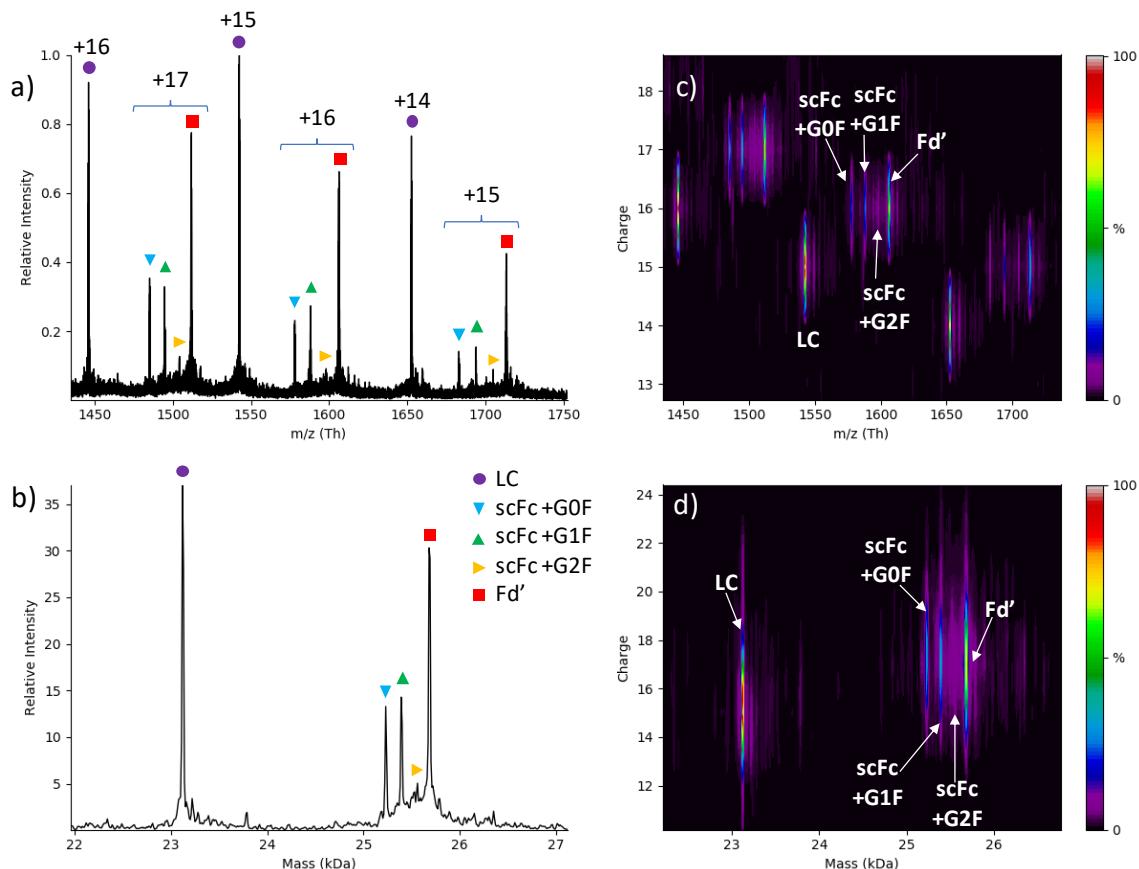 a)
+16
+17
+15
+16
+14
+15
1.0
0.8
0.6
0.4
0.2
Relative Intensity
1450
1500
1550
1600
1650
1700
1750
m/z (Th)
c)
scFc
+G0F
scFc
+G1F
Fd’
scFc
+G2F
LC
18
17
16
15
14
13
Charge
1450
1500
1550
1600
1650
1700
m/z (Th)
100
%
0
b)
LC
scFc +G0F
scFc +G1F
scFc +G2F
Fd’
35
30
25
20
15
10
5
Relative Intensity
22
23
24
25
26
27
Mass (kDa)
d)
LC
scFc
+G0F
Fd’
scFc
+G1F
scFc
+G2F
24
22
20
18
16
14
12
Charge
23
24
25
26
Mass (kDa)
100
%
0